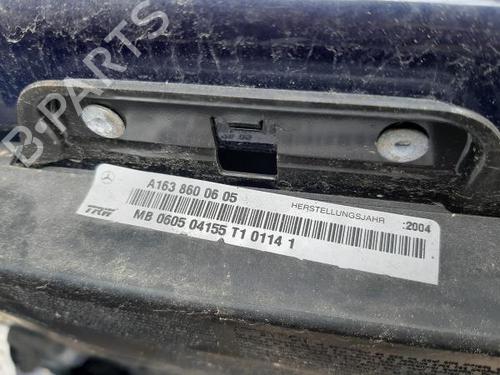 B-PARTS
A163 860 06 05
HERSTELLUNGSJAHR :2004
TRW
MB 0605 04155 T1 0114 1